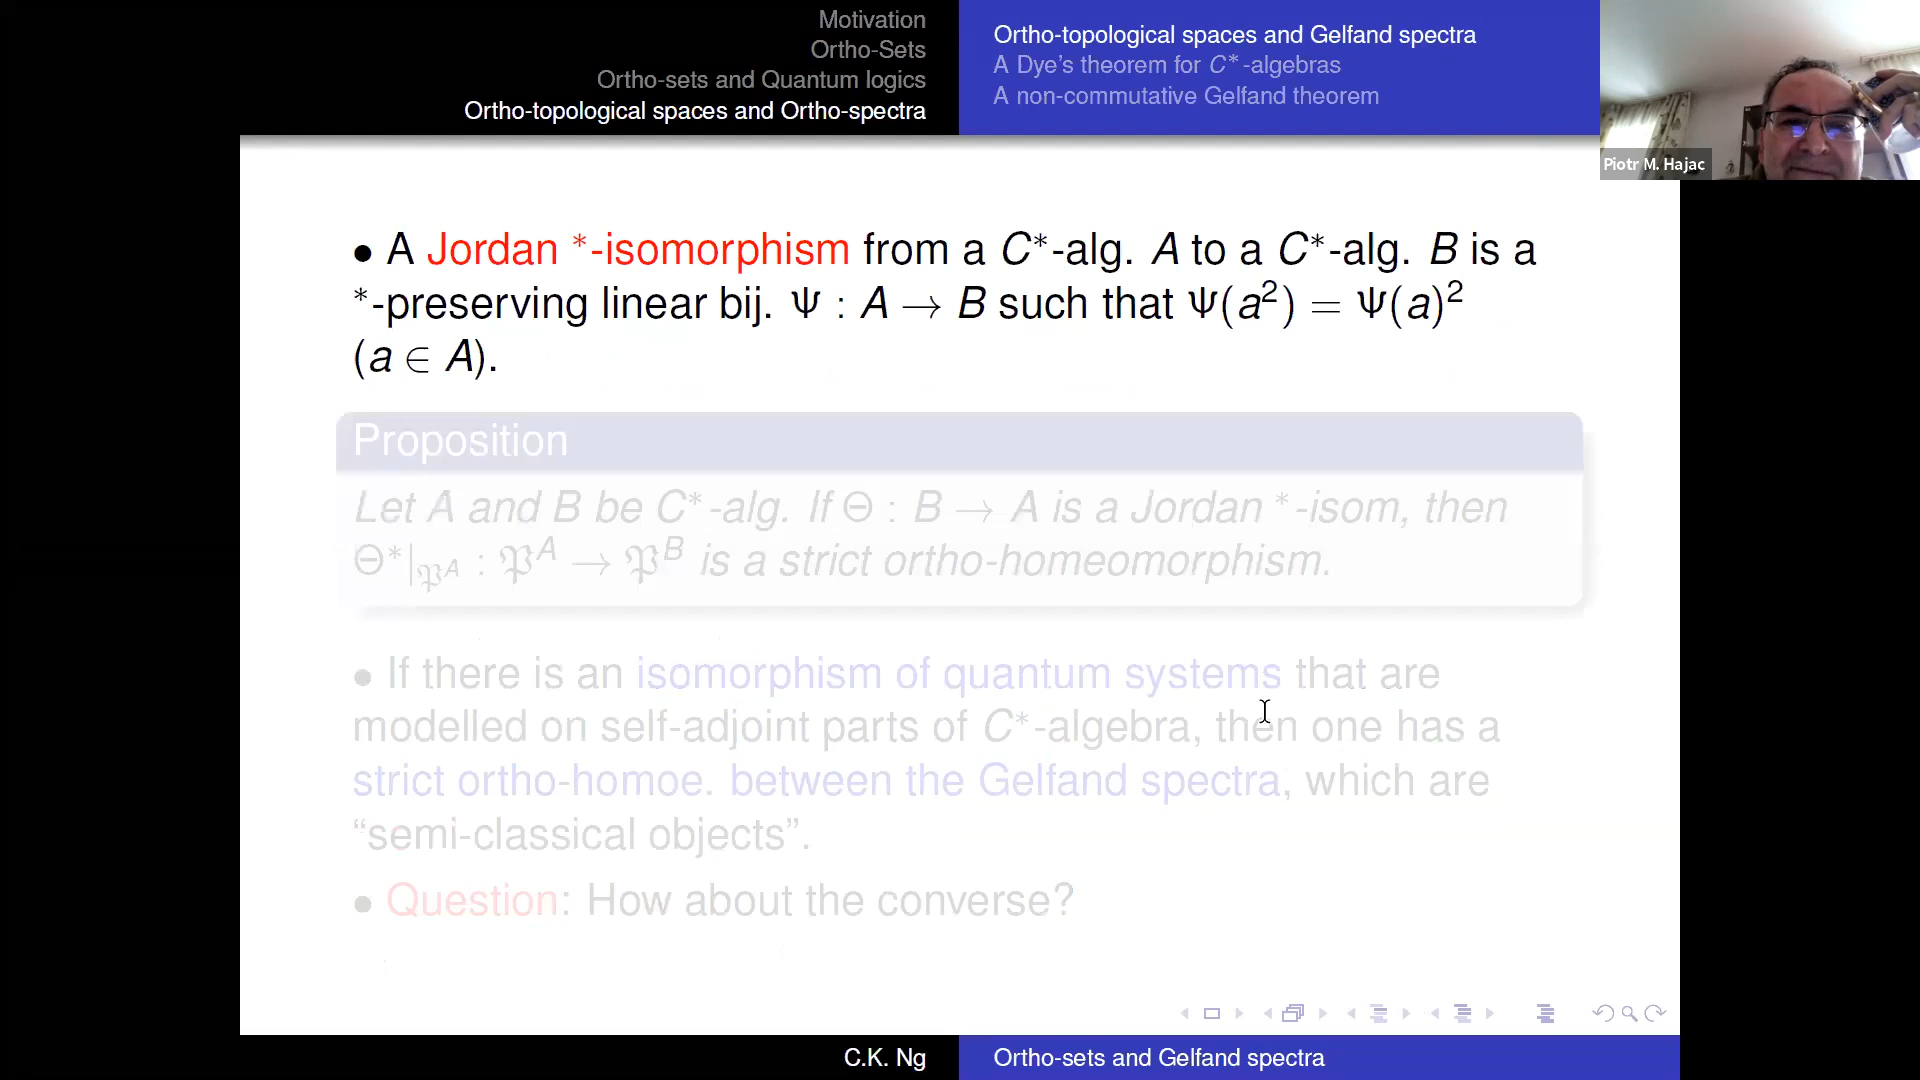 Motivation
Ortho-Sets
Ortho-sets and Quantum logics
Ortho-topological spaces and Ortho-spectra
Ortho-topological spaces and Gelfand spectra
A Dye's theorem for C*-algebras
A non-commutative Gelfand theorem
Piotr M. Hajac
• A Jordan *-isomorphism from a C*-alg. A to a C*-alg. B is a
*-preserving linear bij. Ψ : A → B such that Ψ(a²) = Ψ(a)²
(a ∈ A).
Proposition
Let A and B be C*-alg. If Θ : B → A is a Jordan *-isom, then
Θ*|_𝔓ᴬ : 𝔓ᴬ → 𝔓ᴮ is a strict ortho-homeomorphism.
• If there is an isomorphism of quantum systems that are
modelled on self-adjoint parts of C*-algebra, then one has a
strict ortho-homoe. between the Gelfand spectra, which are
“semi-classical objects”.
• Question: How about the converse?
C.K. Ng
Ortho-sets and Gelfand spectra